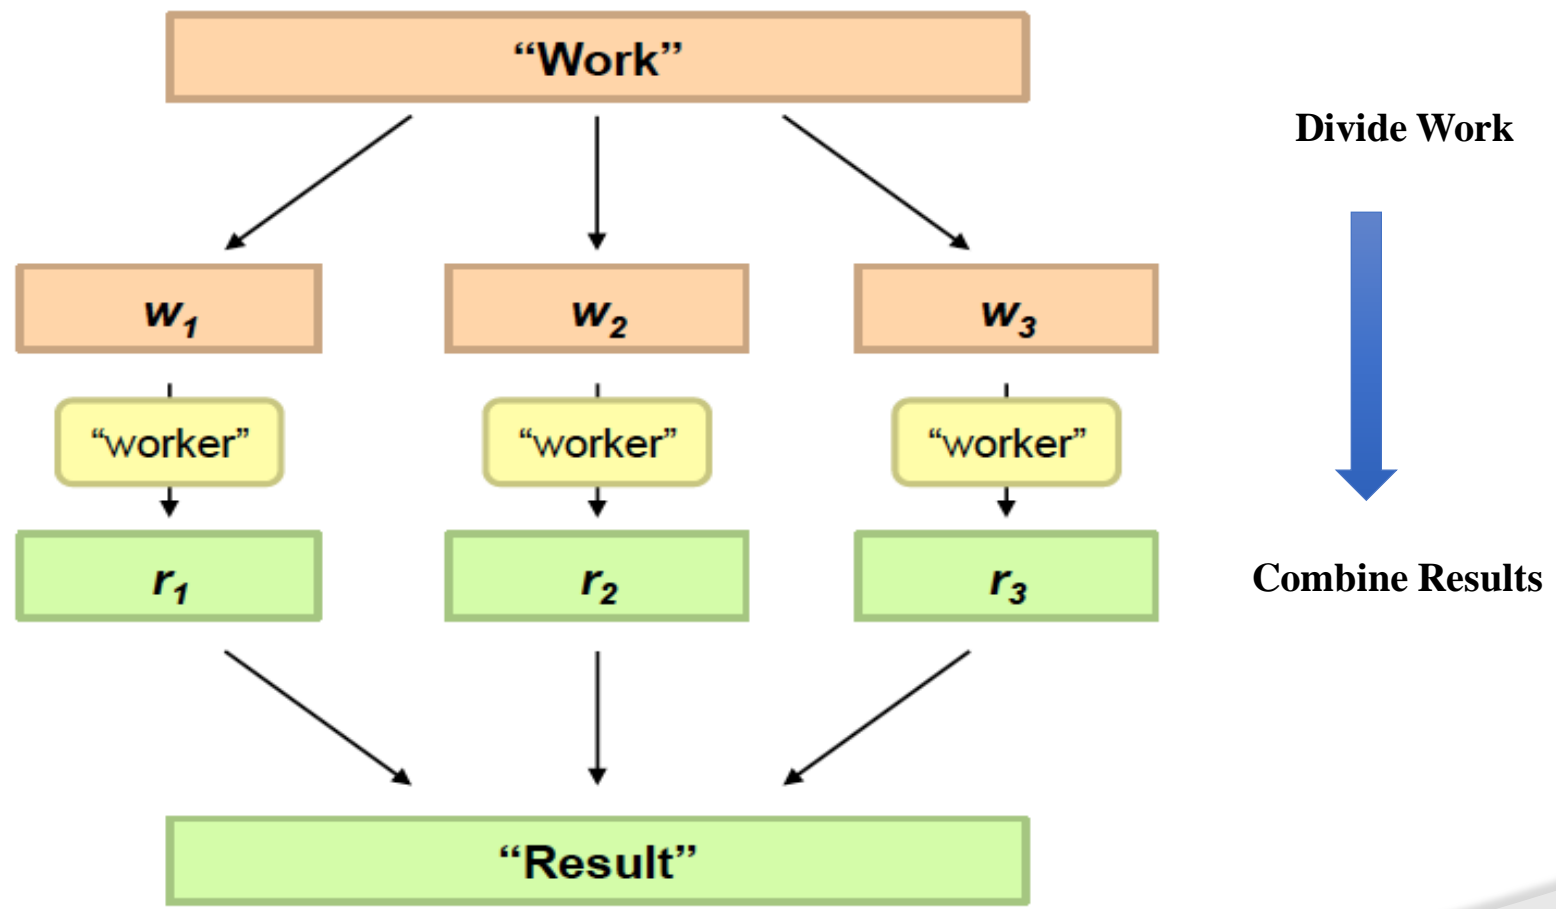 “Work”
Divide Work
w₁ w₂ w₃
“worker” “worker” “worker”
r₁ r₂ r₃
Combine Results
“Result”